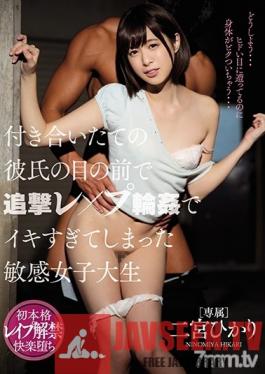 どうしよう…
ヒドい目に遭ってるのに
身体がビクついちゃう…
付き合いたての
彼氏の目の前で
追撃レ×プ輪姦で
イキすぎてしまった
敏感女子大生
初本格
レイプ解禁
快楽堕ち
[専属]
二宮ひかり
NINOMIYA HIKARI
7mm.tv